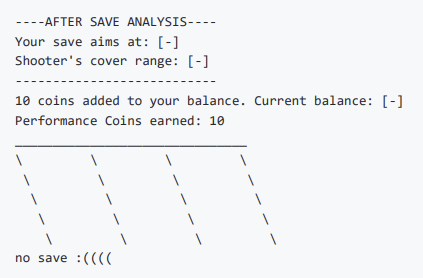 ----AFTER SAVE ANALYSIS----
Your save aims at: [-]
Shooter's cover range: [-]
--------------------------
10 coins added to your balance. Current balance: [-]
Performance Coins earned: 10
_______________________________
\         \         \         \
 \         \         \         \
  \         \         \         \
   \         \         \         \
    \         \         \         \
no save :((((